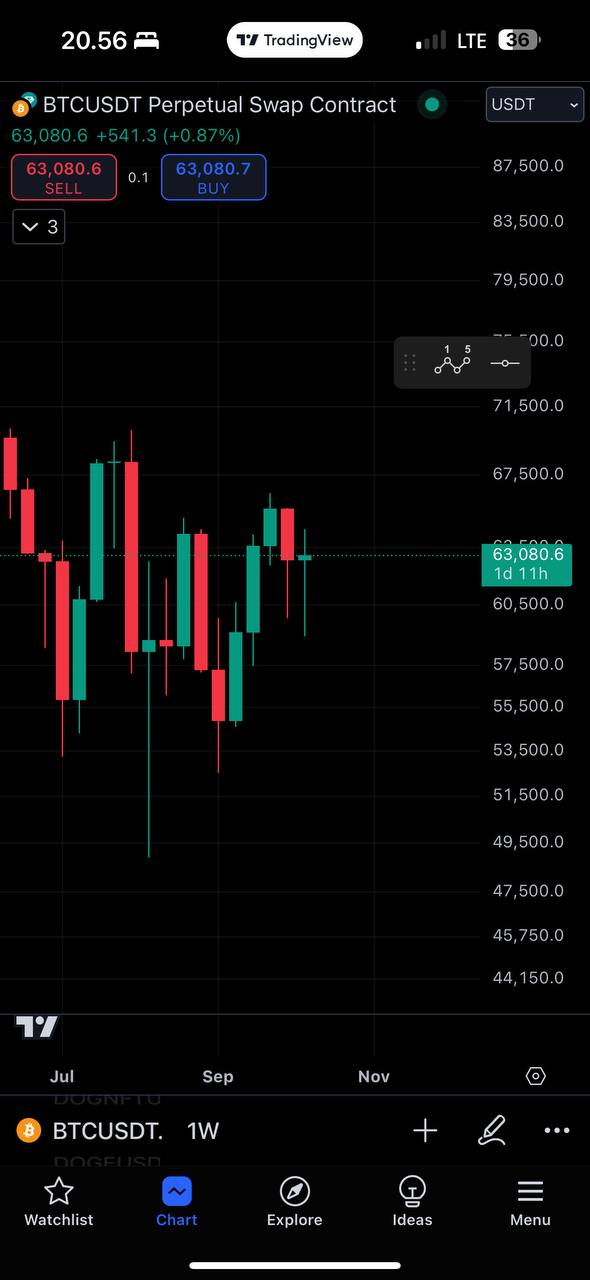 20.56
TradingView
LTE
36
BTCUSDT Perpetual Swap Contract
USDT
63,080.6 +541.3 (+0.87%)
63,080.6
SELL
0.1
63,080.7
BUY
3
87,500.0
83,500.0
79,500.0
1 5
71,500.0
67,500.0
63,080.6
1d 11h
60,500.0
57,500.0
55,500.0
53,500.0
51,500.0
49,500.0
47,500.0
45,750.0
44,150.0
Jul
Sep
Nov
BTCUSDT. 1W
Watchlist
Chart
Explore
Ideas
Menu